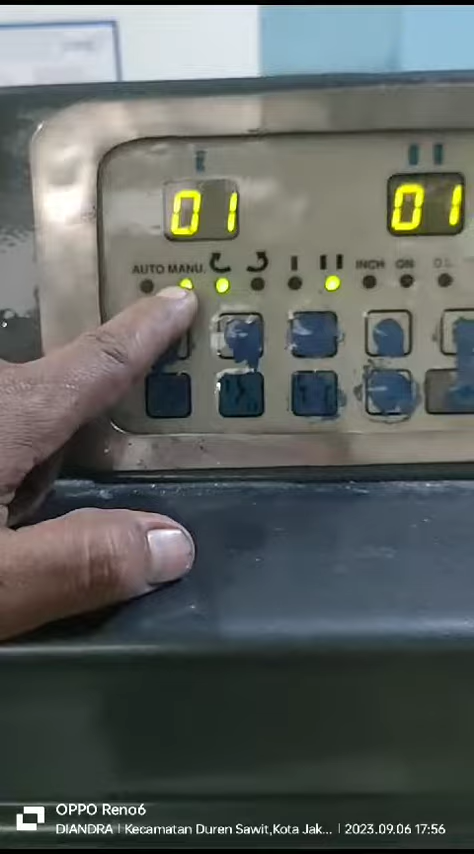 I
II
01
01
AUTO MANU. I II INCH ON O.L
OPPO Reno6
DIANDRA | Kecamatan Duren Sawit,Kota Jak... | 2023.09.06 17:56